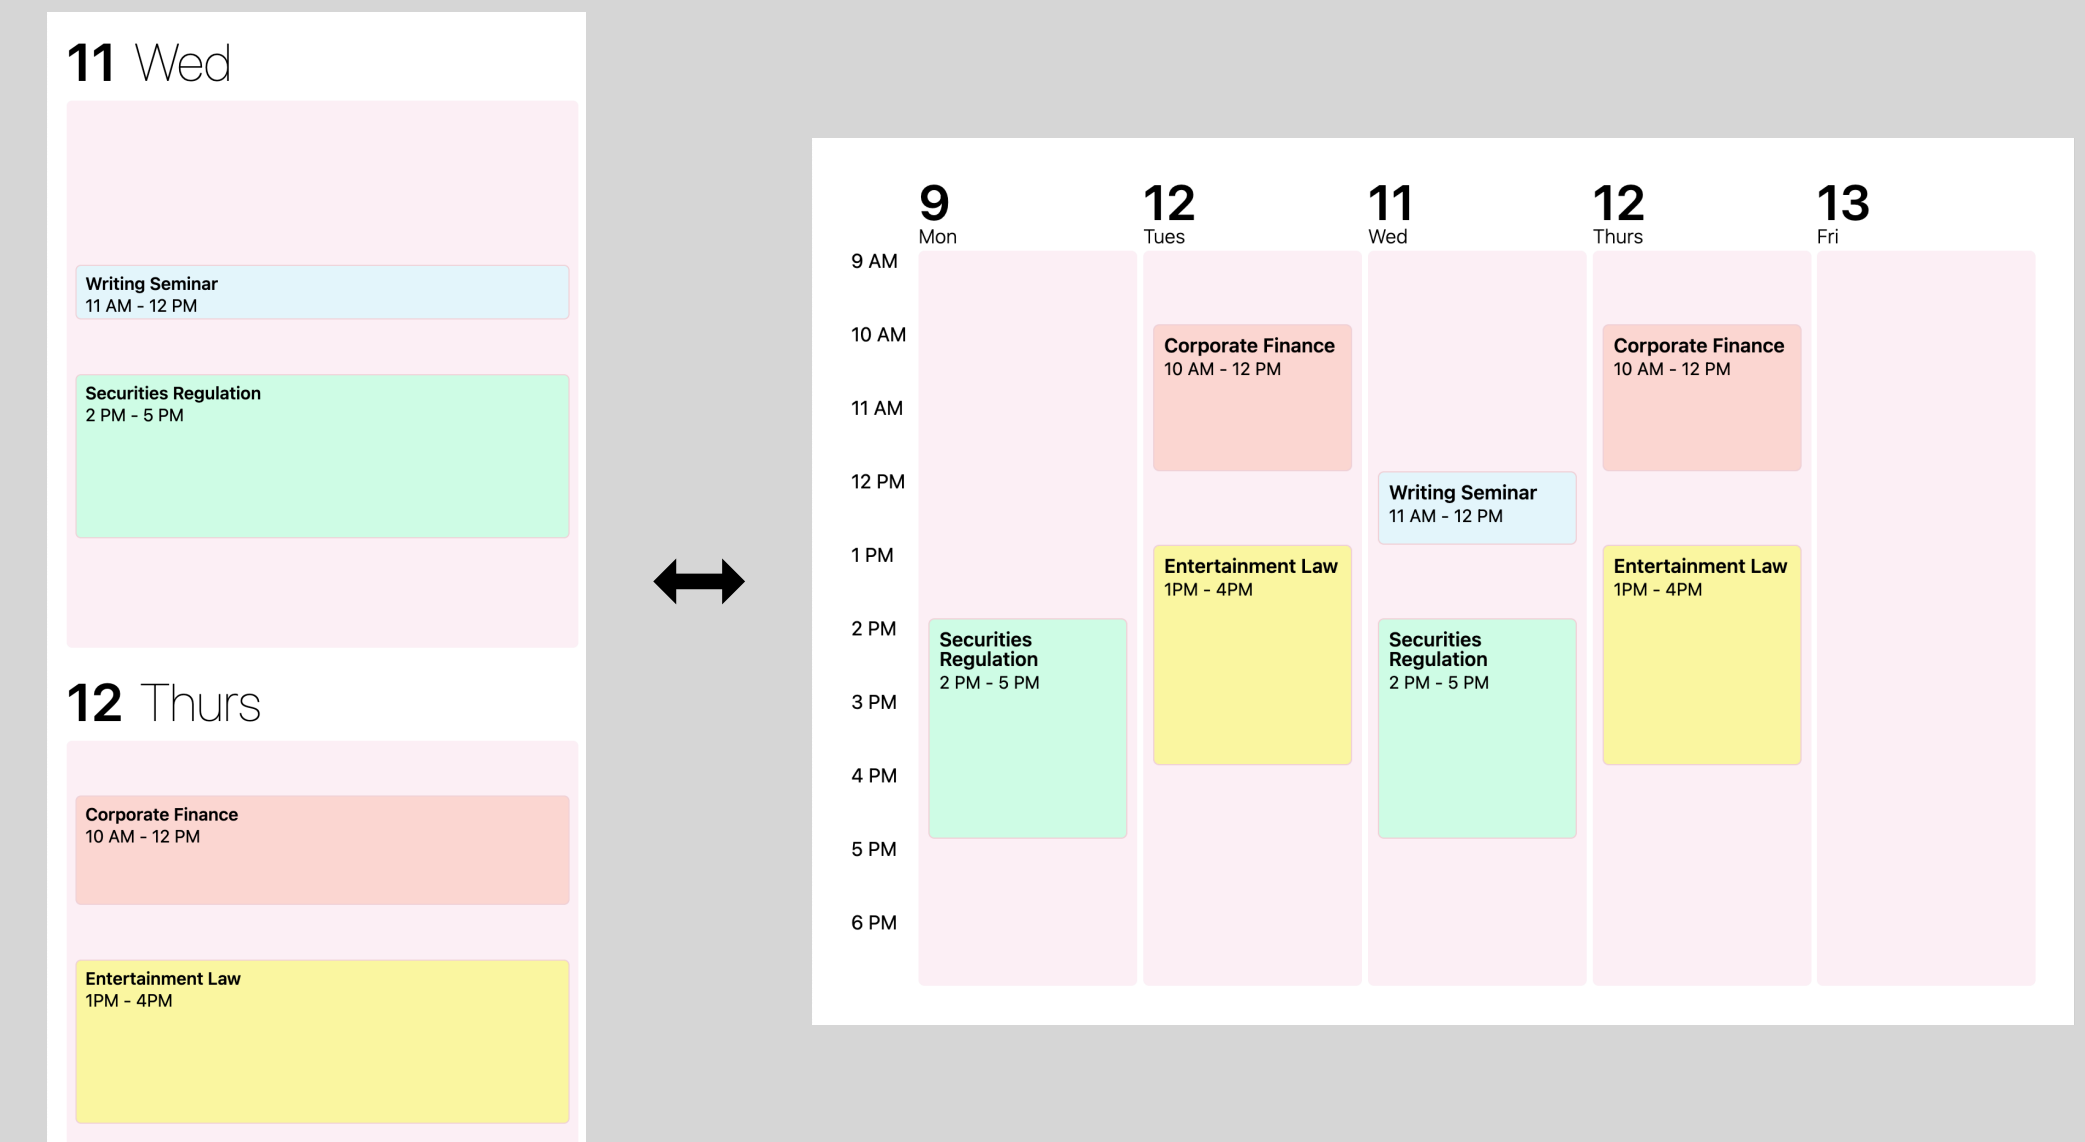 11 Wed
Writing Seminar
11 AM - 12 PM
Securities Regulation
2 PM - 5 PM
12 Thurs
Corporate Finance
10 AM - 12 PM
Entertainment Law
1PM - 4PM
9
Mon
12
Tues
11
Wed
12
Thurs
13
Fri
9 AM
10 AM
11 AM
12 PM
1 PM
2 PM
3 PM
4 PM
5 PM
6 PM
Securities
Regulation
2 PM - 5 PM
Corporate Finance
10 AM - 12 PM
Entertainment Law
1PM - 4PM
Writing Seminar
11 AM - 12 PM
Securities
Regulation
2 PM - 5 PM
Corporate Finance
10 AM - 12 PM
Entertainment Law
1PM - 4PM